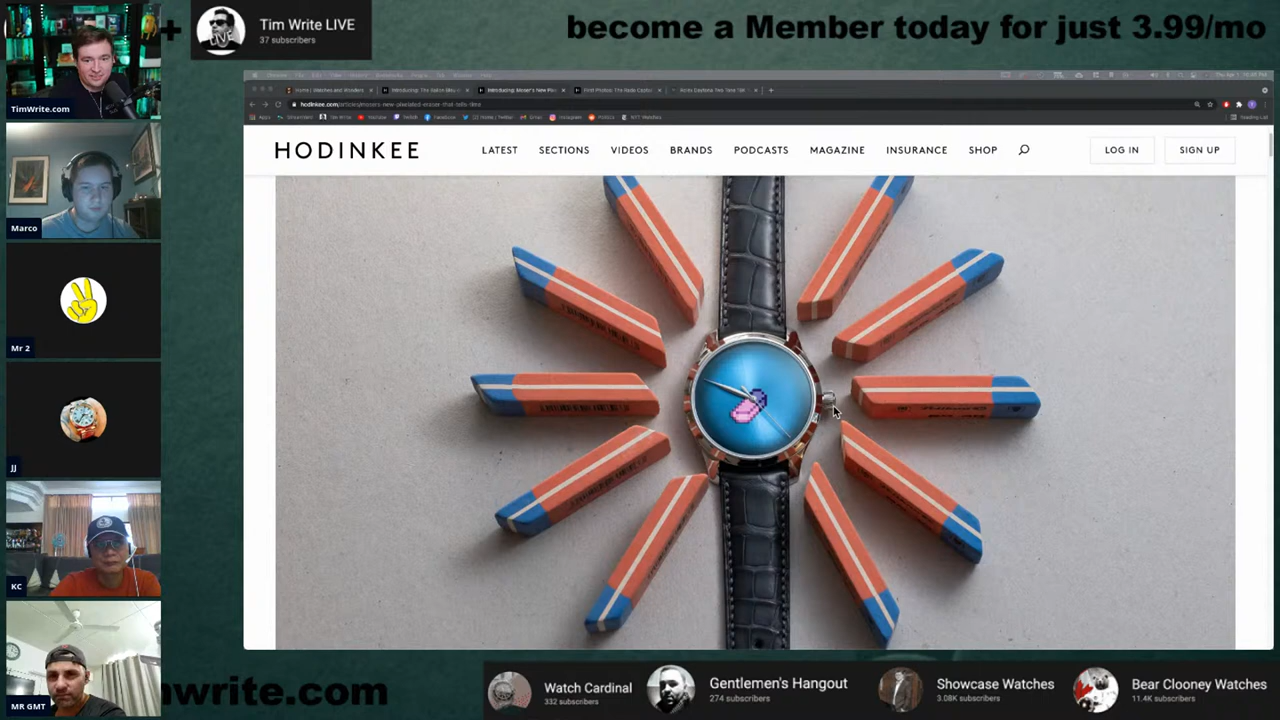 +
Tim Write LIVE
37 subscribers
become a Member today for just 3.99/mo
TimWrite.com
Marco
Mr 2
JJ
KC
MR GMT
HODINKEE
LATEST
SECTIONS
VIDEOS
BRANDS
PODCASTS
MAGAZINE
INSURANCE
SHOP
LOG IN
SIGN UP
mwrite.com
Watch Cardinal
332 subscribers
Gentlemen's Hangout
274 subscribers
Showcase Watches
3.08K subscribers
Bear Clooney Watches
11.4K subscribers